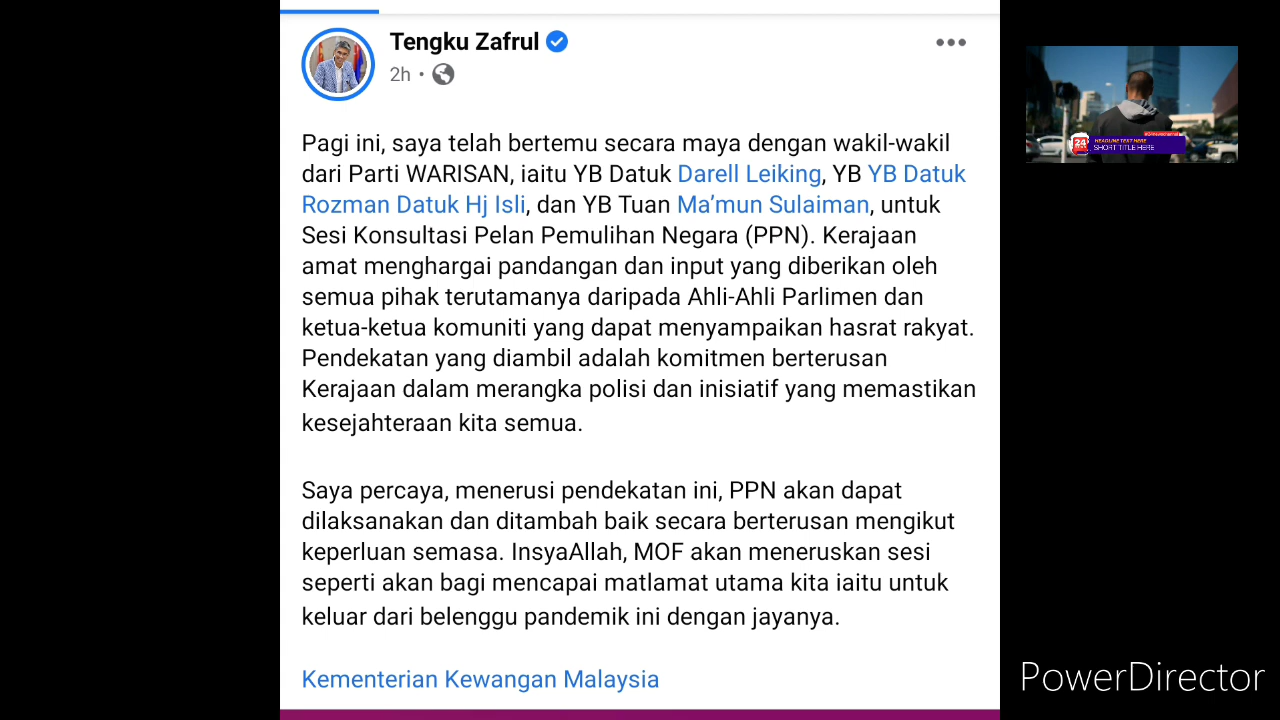 Tengku Zafrul
2h ·
Pagi ini, saya telah bertemu secara maya dengan wakil-wakil
dari Parti WARISAN, iaitu YB Datuk Darell Leiking, YB YB Datuk
Rozman Datuk Hj Isli, dan YB Tuan Ma’mun Sulaiman, untuk
Sesi Konsultasi Pelan Pemulihan Negara (PPN). Kerajaan
amat menghargai pandangan dan input yang diberikan oleh
semua pihak terutamanya daripada Ahli-Ahli Parlimen dan
ketua-ketua komuniti yang dapat menyampaikan hasrat rakyat.
Pendekatan yang diambil adalah komitmen berterusan
Kerajaan dalam merangka polisi dan inisiatif yang memastikan
kesejahteraan kita semua.
Saya percaya, menerusi pendekatan ini, PPN akan dapat
dilaksanakan dan ditambah baik secara berterusan mengikut
keperluan semasa. InsyaAllah, MOF akan meneruskan sesi
seperti akan bagi mencapai matlamat utama kita iaitu untuk
keluar dari belenggu pandemik ini dengan jayanya.
Kementerian Kewangan Malaysia
24
HEADLINE TEXT HERE
SHORT TITLE HERE
PowerDirector